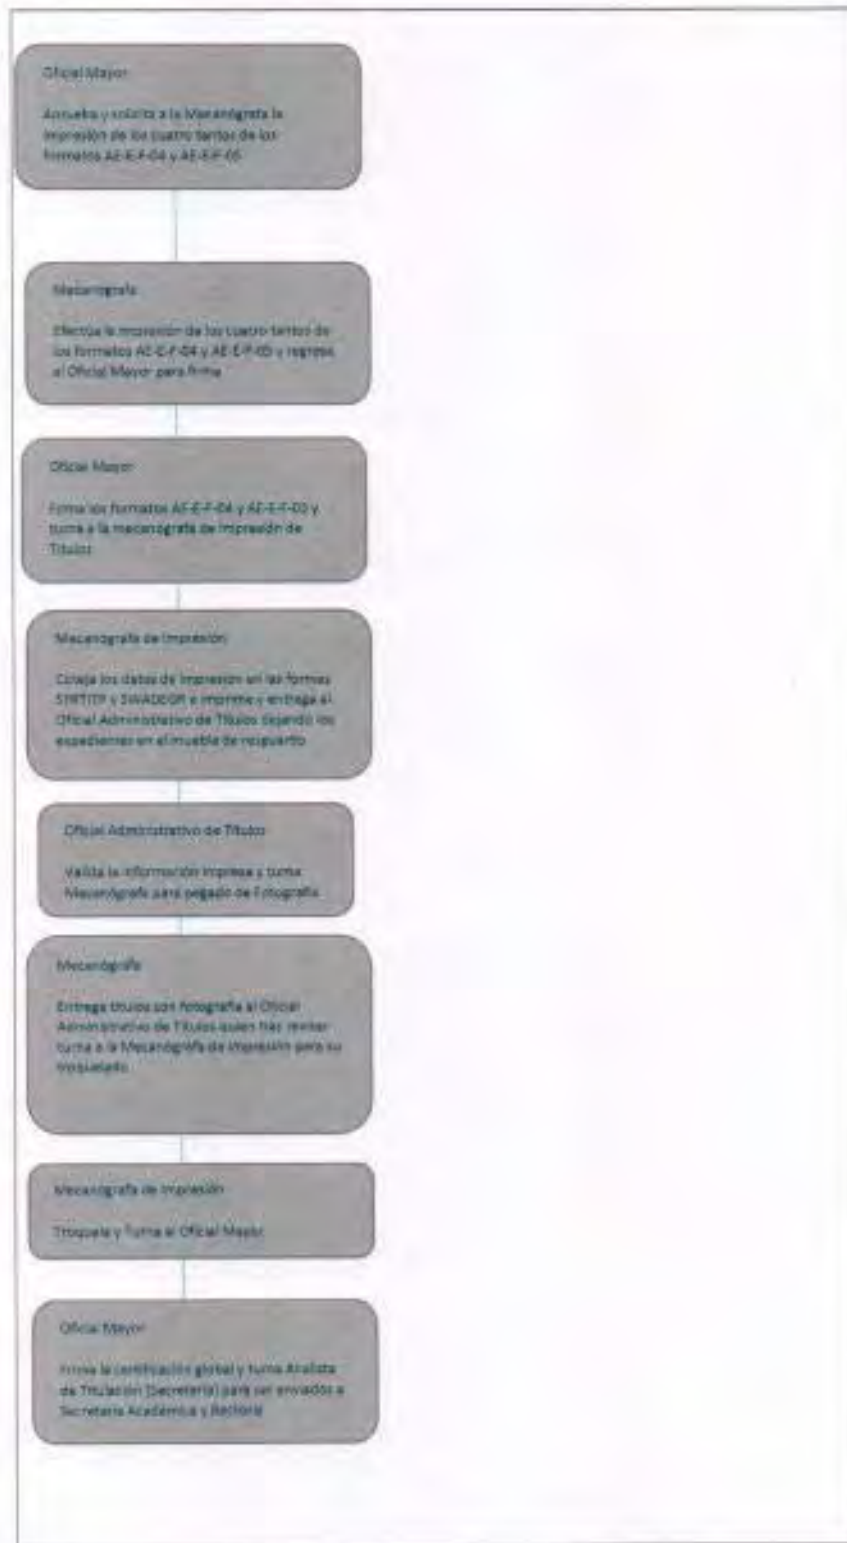 Oficial Mayor
Aprueba y solicita a la Mecanógrafa la
impresión de los cuatro tantos de los
formatos AE-E-F-04 y AE-E-F-05
Mecanógrafa
Efectúa la impresión de los cuatro tantos de
los formatos AE-E-F-04 y AE-E-F-05 y regresa
al Oficial Mayor para firma
Oficial Mayor
Firma los formatos AE-E-F-04 y AE-E-F-05 y
turna a la mecanógrafa de Impresión de
Títulos
Mecanógrafa de Impresión
Coteja los datos de impresión en las formas
y SWADEGR e imprime y entrega al
Oficial Administrativo de Títulos dejando los
expedientes en el mueble de resguardo
Oficial Administrativo de Títulos
Valida la información impresa y turna
Mecanógrafa para pegado de Fotografía
Mecanógrafa
Entrega títulos con fotografía al Oficial
Administrativo de Títulos quien tras revisar
turna a la Mecanógrafa de Impresión para su
troquelado
Mecanógrafa de Impresión
Troquela y Turna al Oficial Mayor
Oficial Mayor
Firma la certificación global y turna Analista
de Titulación (Secretaria) para ser enviados a
Secretaría Académica y Rectoría